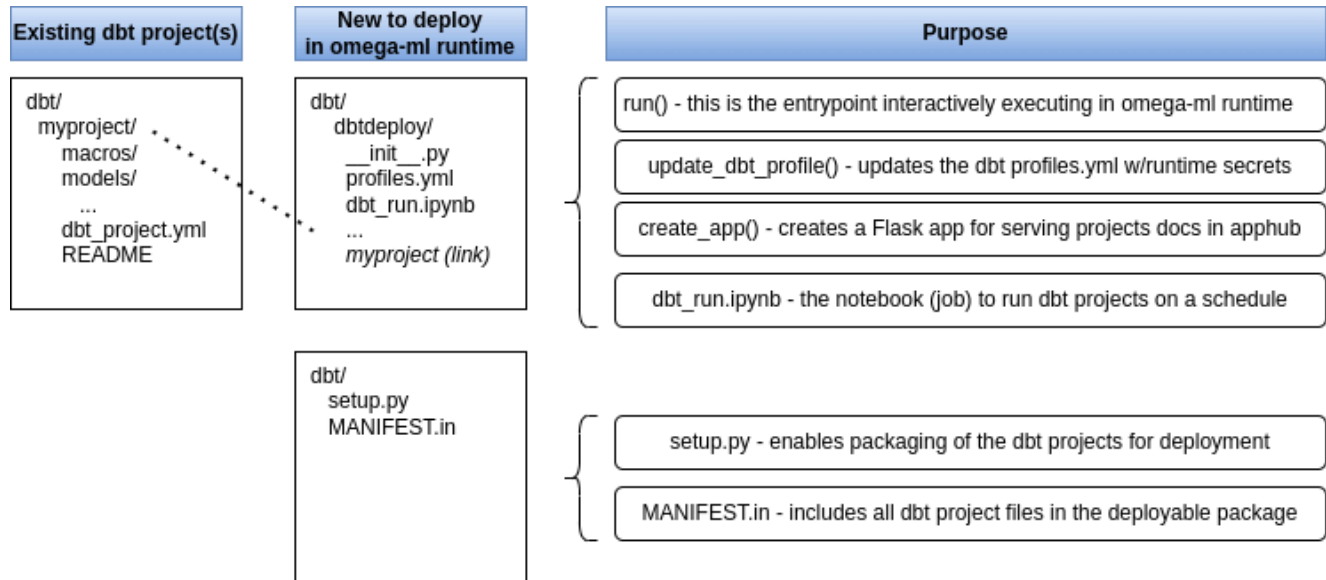 Existing dbt project(s)
New to deploy
in omega-ml runtime
Purpose
dbt/
myproject/
macros/
models/
...
dbt_project.yml
README
dbt/
dbtdeploy/
__init__.py
profiles.yml
dbt_run.ipynb
...
myproject (link)
run() - this is the entrypoint interactively executing in omega-ml runtime
update_dbt_profile() - updates the dbt profiles.yml w/runtime secrets
create_app() - creates a Flask app for serving projects docs in apphub
dbt_run.ipynb - the notebook (job) to run dbt projects on a schedule
dbt/
setup.py
MANIFEST.in
setup.py - enables packaging of the dbt projects for deployment
MANIFEST.in - includes all dbt project files in the deployable package